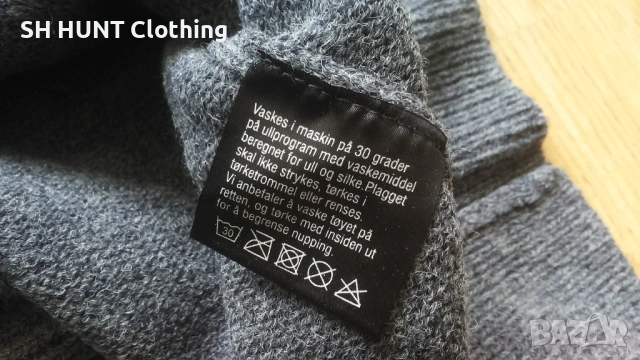 SH HUNT Clothing
Vaskes i maskin på 30 grader
på ullprogram med vaskemiddel
beregnet for ull og silke.Plagget
skal ikke strykes, tørkes i
tørketrommel eller renses.
Vi anbefaler å vaske tøyet på
retten, og tørke med insiden ut
for å begrense nupping.
30
BAZAR